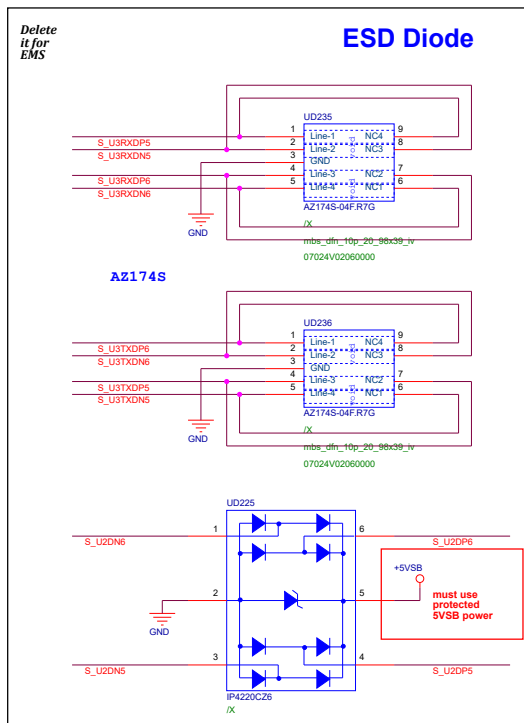 Delete
it for
EMS
ESD Diode
UD235
1 Line-1 NC4 9
S_U3RXDP5
2 Line-2 NC3 8
S_U3RXDN5
3 GND
4 Line-3 NC2 7
S_U3RXDP6
5 Line-4 NC1 6
S_U3RXDN6
AZ174S-04F.R7G
GND
/X
mbs_dfn_10p_20_98x39_iv
07024V02060000
AZ174S
UD236
1 Line-1 NC4 9
S_U3TXDP6
2 Line-2 NC3 8
S_U3TXDN6
3 GND
4 Line-3 NC2 7
S_U3TXDP5
5 Line-4 NC1 6
S_U3TXDN5
AZ174S-04F.R7G
GND
/X
mbs_dfn_10p_20_98x39_iv
07024V02060000
UD225
1 6
S_U2DN6 S_U2DP6
+5VSB
2 5
must use
protected
5VSB power
GND
3 4
S_U2DN5 S_U2DP5
IP4220CZ6
/X